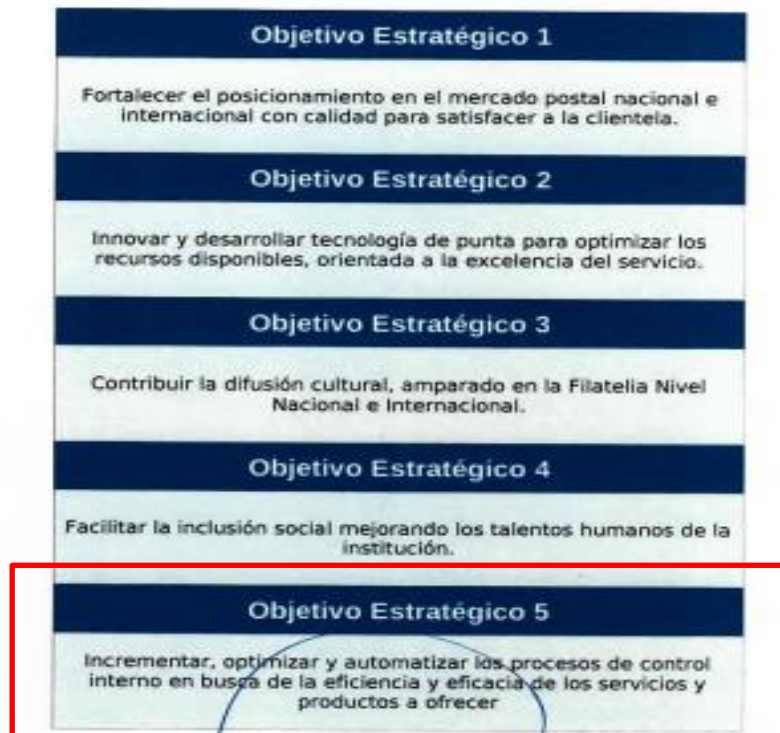 Objetivo Estratégico 1
Fortalecer el posicionamiento en el mercado postal nacional e
internacional con calidad para satisfacer a la clientela.
Objetivo Estratégico 2
Innovar y desarrollar tecnología de punta para optimizar los
recursos disponibles, orientada a la excelencia del servicio.
Objetivo Estratégico 3
Contribuir la difusión cultural, amparado en la Filatelia Nivel
Nacional e Internacional.
Objetivo Estratégico 4
Facilitar la inclusión social mejorando los talentos humanos de la
institución.
Objetivo Estratégico 5
Incrementar, optimizar y automatizar los procesos de control
interno en busca de la eficiencia y eficacia de los servicios y
productos a ofrecer